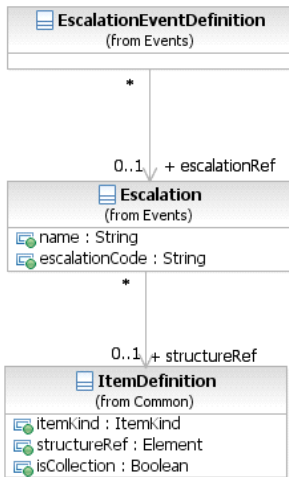 EscalationEventDefinition
(from Events)
*
0..1 + escalationRef
Escalation
(from Events)
name : String
escalationCode : String
*
0..1 + structureRef
ItemDefinition
(from Common)
itemKind : ItemKind
structureRef : Element
isCollection : Boolean